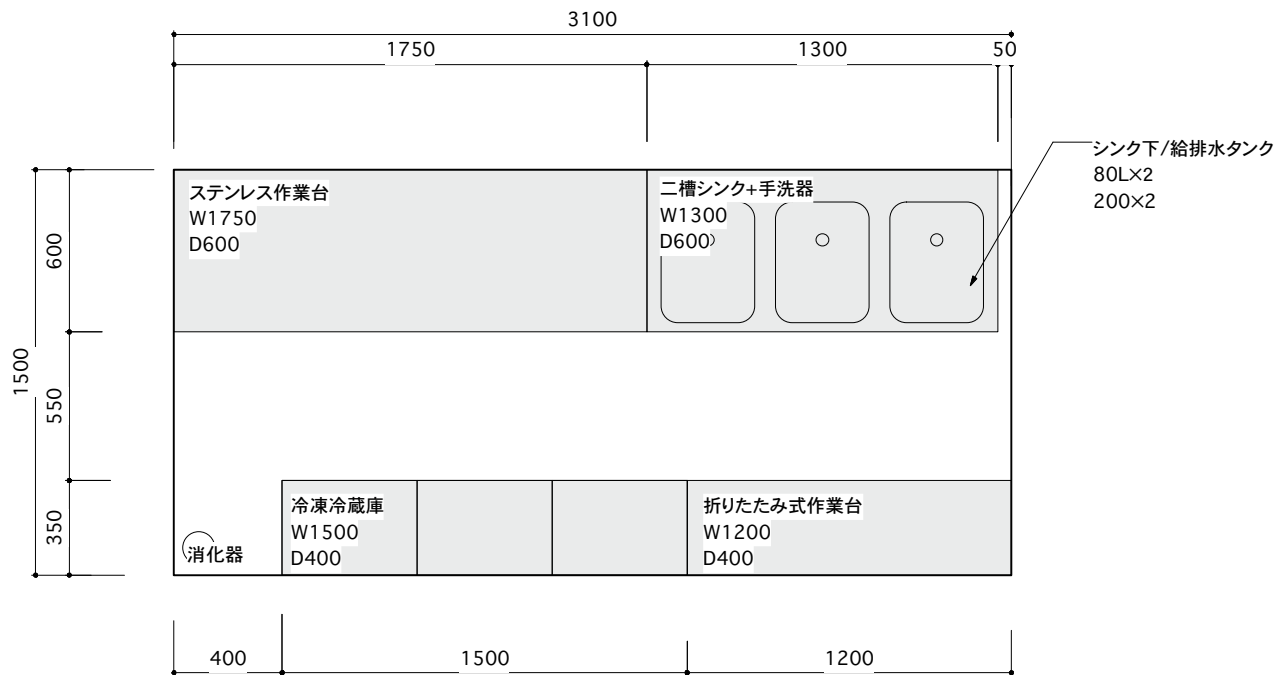 3100
1750
1300
50
シンク下/給排水タンク
80L×2
200×2
ステンレス作業台
W1750
D600
二槽シンク+手洗器
W1300
D600
1500
600
550
350
冷凍冷蔵庫
W1500
D400
折りたたみ式作業台
W1200
D400
消化器
400
1500
1200